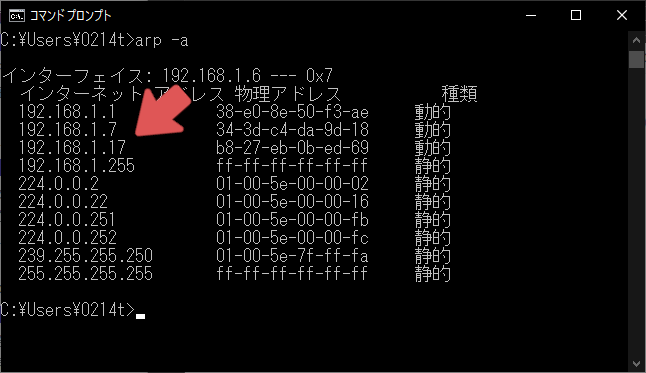 コマンドプロンプト
C:¥Users¥0214t>arp -a
インターフェイス: 192.168.1.6 --- 0x7
インターネット アドレス 物理アドレス 種類
192.168.1.1 38-e0-8e-50-f3-ae 動的
192.168.1.7 34-3d-c4-da-9d-18 動的
192.168.1.17 b8-27-eb-0b-ed-69 動的
192.168.1.255 ff-ff-ff-ff-ff-ff 静的
224.0.0.2 01-00-5e-00-00-02 静的
224.0.0.22 01-00-5e-00-00-16 静的
224.0.0.251 01-00-5e-00-00-fb 静的
224.0.0.252 01-00-5e-00-00-fc 静的
239.255.255.250 01-00-5e-7f-ff-fa 静的
255.255.255.255 ff-ff-ff-ff-ff-ff 静的
C:¥Users¥0214t>